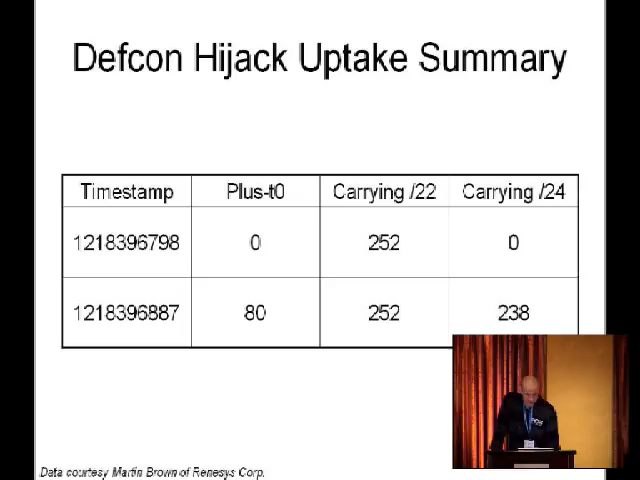 Defcon Hijack Uptake Summary
Timestamp Plus-t0 Carrying /22 Carrying /24
1218396798 0 252 0
1218396887 80 252 238
Data courtesy Martin Brown of Renesys Corp.